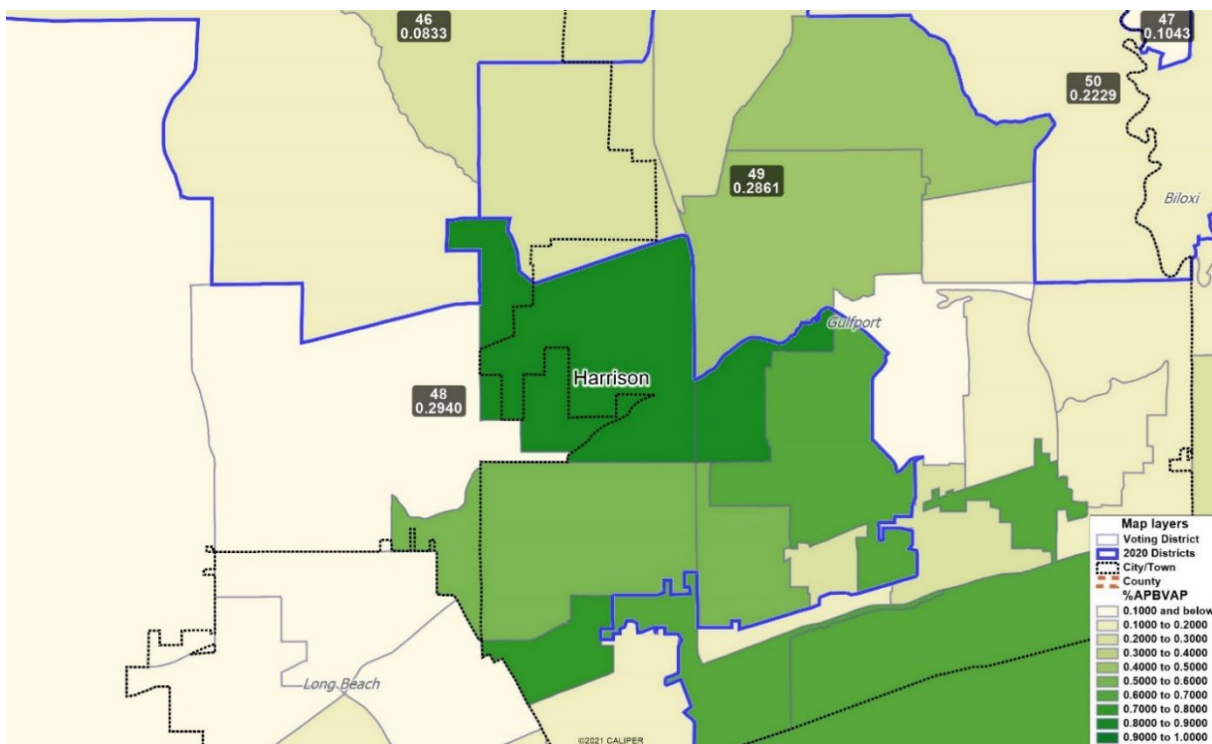 46
0.0833
47
0.1043
50
0.2229
49
0.2861
Biloxi
Gulfport
Harrison
48
0.2940
Long Beach
Map layers
Voting District
2020 Districts
City/Town
County
%APBVAP
0.1000 and below
0.1000 to 0.2000
0.2000 to 0.3000
0.3000 to 0.4000
0.4000 to 0.5000
0.5000 to 0.6000
0.6000 to 0.7000
0.7000 to 0.8000
0.8000 to 0.9000
0.9000 to 1.0000
©2021 CALIPER